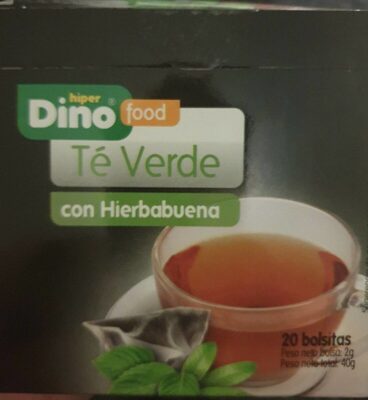 hiper
Dino® food
Té Verde
con Hierbabuena
20 bolsitas
Peso neto bolsa: 2g
Peso neto total: 40g